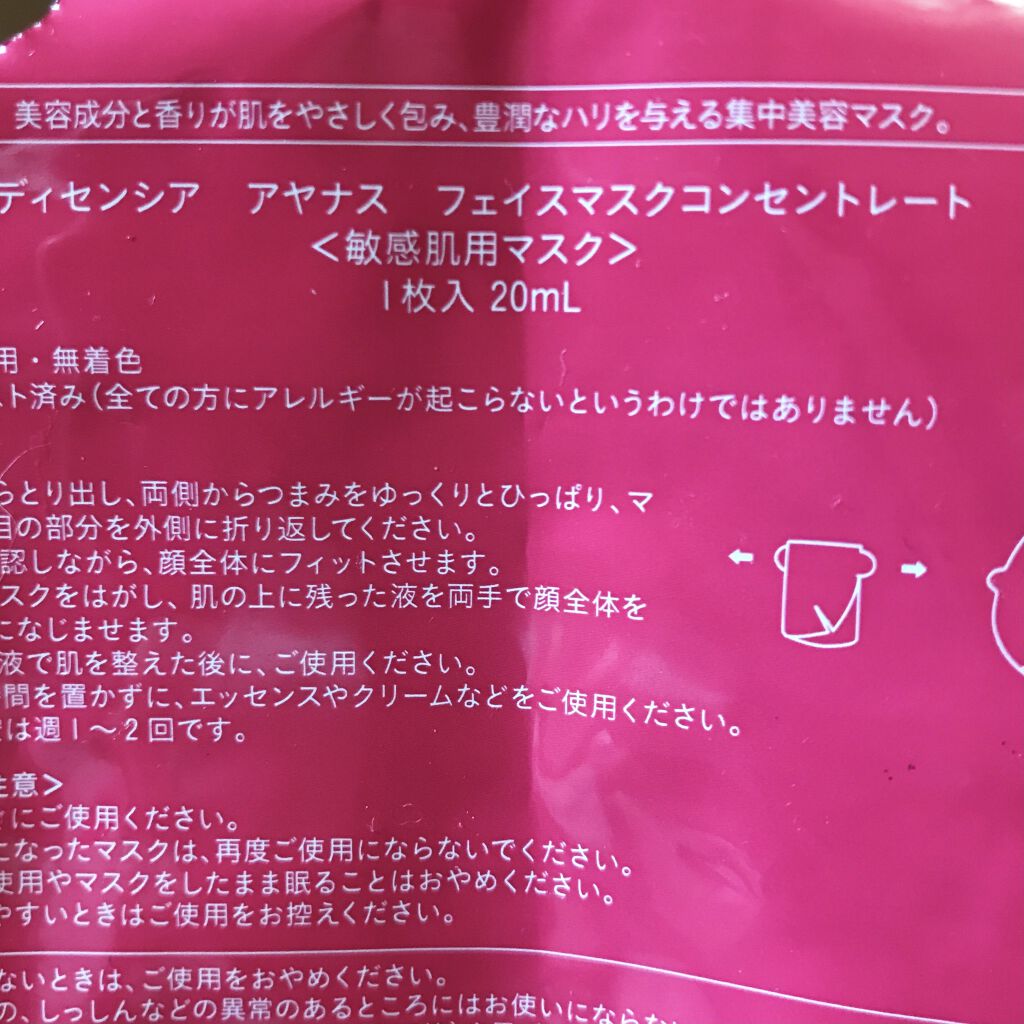 美容成分と香りが肌をやさしく包み、豊潤なハリを与える集中美容マスク。
ディセンシア アヤナス フェイスマスクコンセントレート
＜敏感肌用マスク＞
1枚入 20mL
用・無着色
スト済み（全ての方にアレルギーが起こらないというわけではありません）
っとり出し、両側からつまみをゆっくりとひっぱり、マ
目の部分を外側に折り返してください。
認しながら、顔全体にフィットさせます。
スクをはがし、肌の上に残った液を両手で顔全体を
になじませます。
液で肌を整えた後に、ご使用ください。
間を置かずに、エッセンスやクリームなどをご使用ください。
は週1～2回です。
注意＞
にご使用ください。
になったマスクは、再度ご使用にならないでください。
使用やマスクをしたまま眠ることはおやめください。
やすいときはご使用をお控えください。
ないときは、ご使用をおやめください。
の、しっしんなどの異常のあるところにはお使いにならな